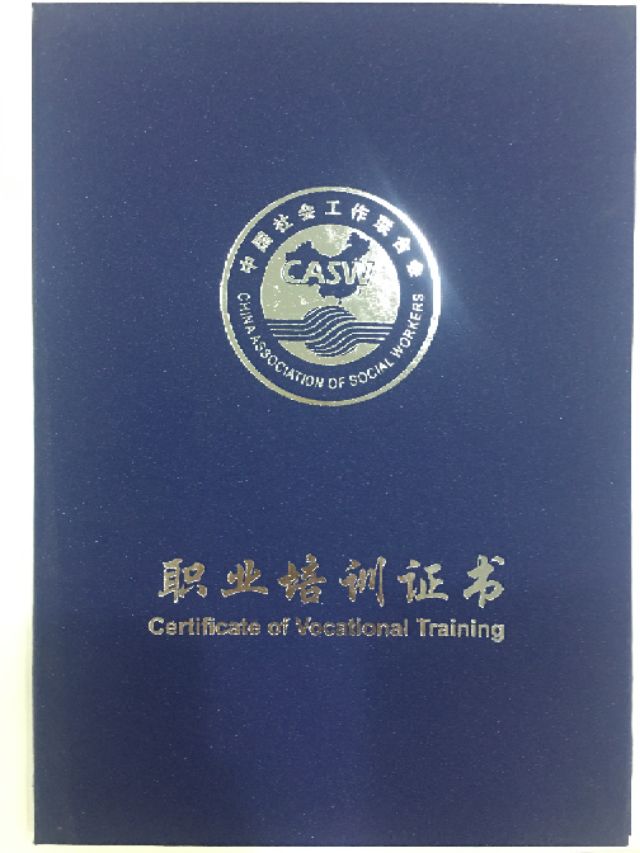 中国社会工作联合会
CASW
CHINA ASSOCIATION OF SOCIAL WORKERS
职业培训证书
Certificate of Vocational Training